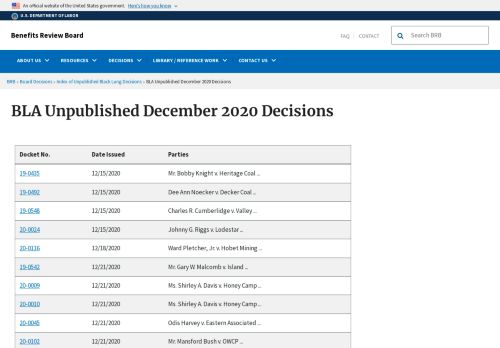 An official website of the United States government. Here's how you know
U.S. DEPARTMENT OF LABOR
Benefits Review Board
FAQ CONTACT
Search BRB
ABOUT US RESOURCES DECISIONS LIBRARY / REFERENCE WORK CONTACT US
BRB » Board Decisions » Index of Unpublished Black Lung Decisions » BLA Unpublished December 2020 Decisions
BLA Unpublished December 2020 Decisions
Docket No. Date Issued Parties
19-0435 12/15/2020 Mr. Bobby Knight v. Heritage Coal ...
19-0492 12/15/2020 Dee Ann Noecker v. Decker Coal ...
19-0548 12/15/2020 Charles R. Cumberlidge v. Valley ...
20-0024 12/15/2020 Johnny G. Riggs v. Lodestar ...
20-0116 12/18/2020 Ward Pletcher, Jr. v. Hobet Mining ...
19-0542 12/21/2020 Mr. Gary W. Malcomb v. Island ...
20-0009 12/21/2020 Ms. Shirley A. Davis v. Honey Camp ...
20-0010 12/21/2020 Ms. Shirley A. Davis v. Honey Camp ...
20-0045 12/21/2020 Odis Harvey v. Eastern Associated ...
20-0102 12/21/2020 Mr. Mansford Bush v. OWCP ...